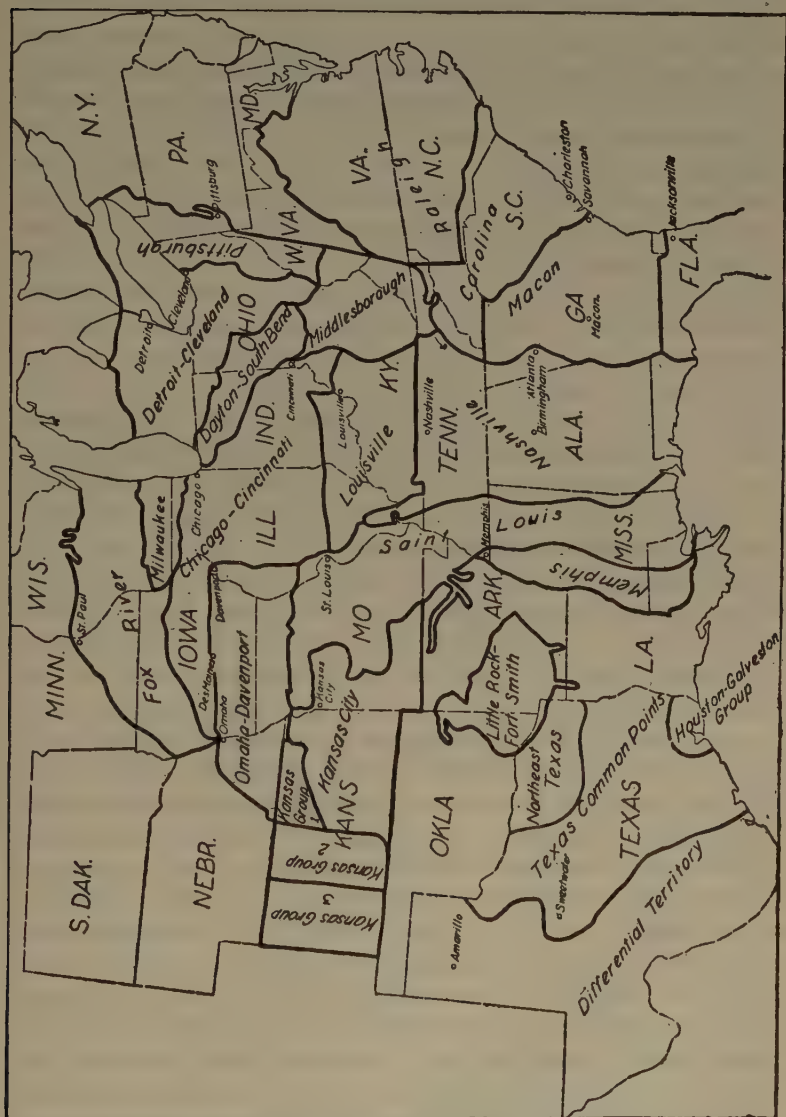 S. DAK.
MINN.
WIS.
St. Paul
Fox River
Milwaukee
NEBR.
IOWA
Des Moines
Davenport
Omaha
Omaha-Davenport
Chicago
Chicago-Cincinnati
ILL
IND.
Cincinnati
Detroit
Cleveland
Detroit-Cleveland
Dayton-South Bend
OHIO
Pittsburgh
Pittsburg
PA.
N.Y.
MD.
W. VA.
VA.
Middlesborough
Raleigh
N.C.
Carolina
S.C.
Charleston
Savannah
Macon
GA
Macon
Atlanta
Jacksonville
FLA.
KY.
Louisville
Louisville
TENN.
Nashville
Nashville
Birmingham
ALA.
MISS.
Memphis
Memphis
Saint Louis
St. Louis
MO
Kansas City
Kansas City
KANS
Kansas Group 1
Kansas Group 2
Kansas Group 3
ARK
Little Rock-
Fort Smith
LA.
OKLA
Northeast
Texas
Texas Common Points
TEXAS
Sweetwater
Amarillo
Houston-Galveston
Group
Differential Territory